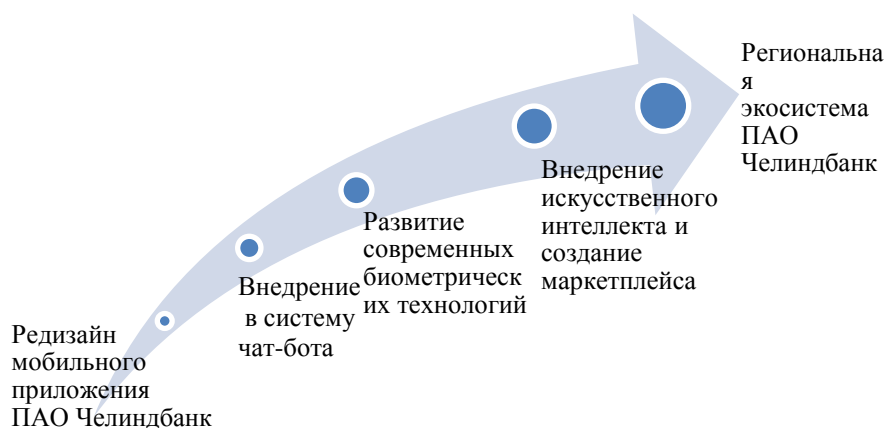 Редизайн
мобильного
приложения
ПАО Челиндбанк
Внедрение
в систему
чат-бота
Развитие
современных
биометрическ
их технологий
Внедрение
искусственного
интеллекта и
создание
маркетплейса
Региональна
я
экосистема
ПАО
Челиндбанк